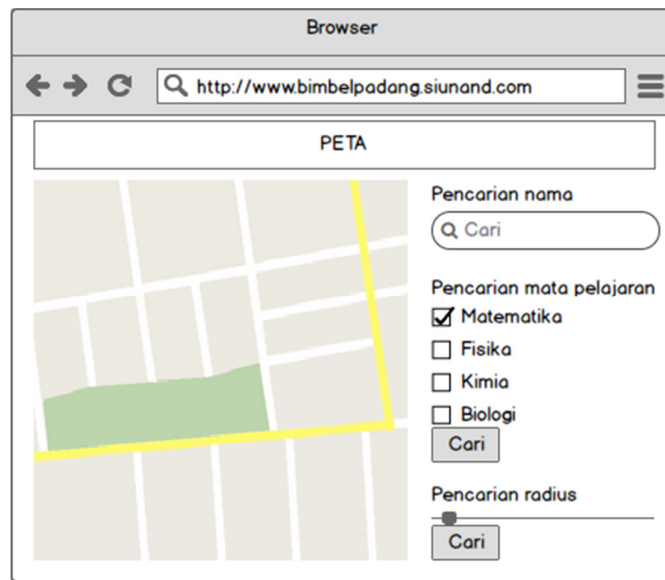 Browser
http://www.bimbelpadang.siunand.com
PETA
Pencarian nama
Cari
Pencarian mata pelajaran
Matematika
Fisika
Kimia
Biologi
Cari
Pencarian radius
Cari